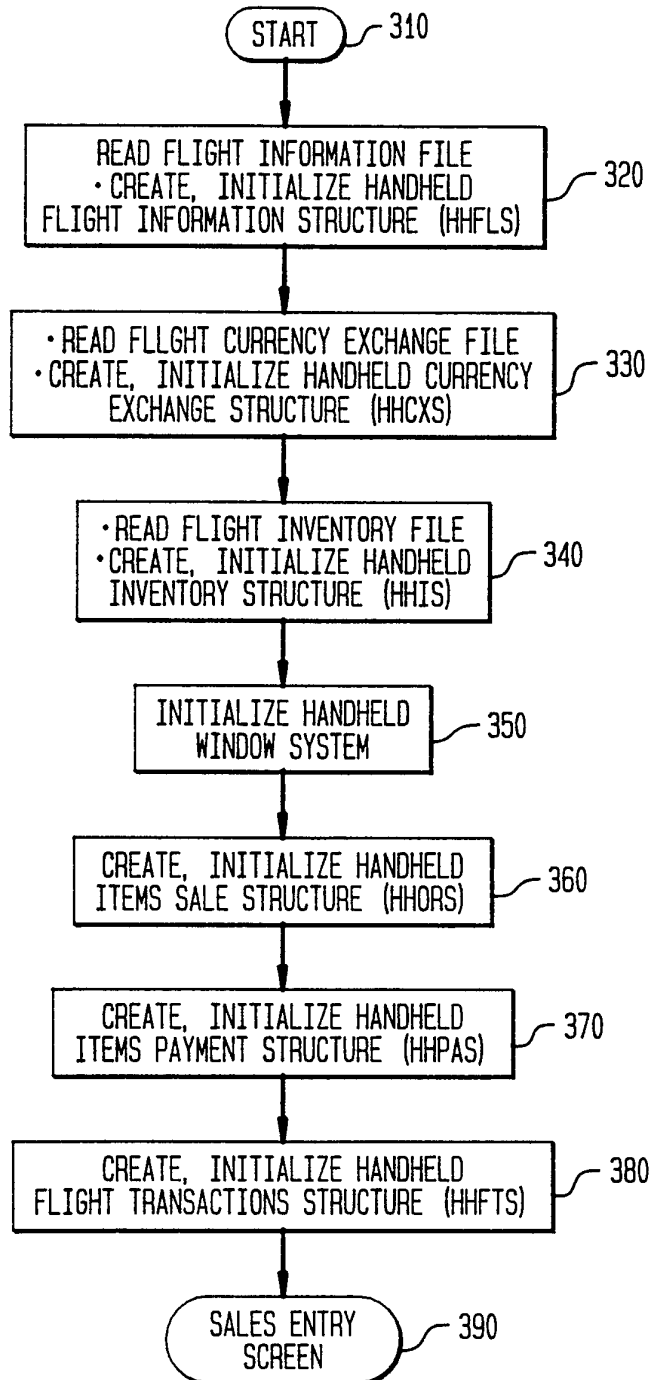 START
310
READ FLIGHT INFORMATION FILE
•CREATE, INITIALIZE HANDHELD
FLIGHT INFORMATION STRUCTURE (HHFLS)
320
•READ FLLGHT CURRENCY EXCHANGE FILE
•CREATE, INITIALIZE HANDHELD CURRENCY
EXCHANGE STRUCTURE (HHCXS)
330
•READ FLIGHT INVENTORY FILE
•CREATE, INITIALIZE HANDHELD
INVENTORY STRUCTURE (HHIS)
340
INITIALIZE HANDHELD
WINDOW SYSTEM
350
CREATE, INITIALIZE HANDHELD
ITEMS SALE STRUCTURE (HHORS)
360
CREATE, INITIALIZE HANDHELD
ITEMS PAYMENT STRUCTURE (HHPAS)
370
CREATE, INITIALIZE HANDHELD
FLIGHT TRANSACTIONS STRUCTURE (HHFTS)
380
SALES ENTRY
SCREEN
390